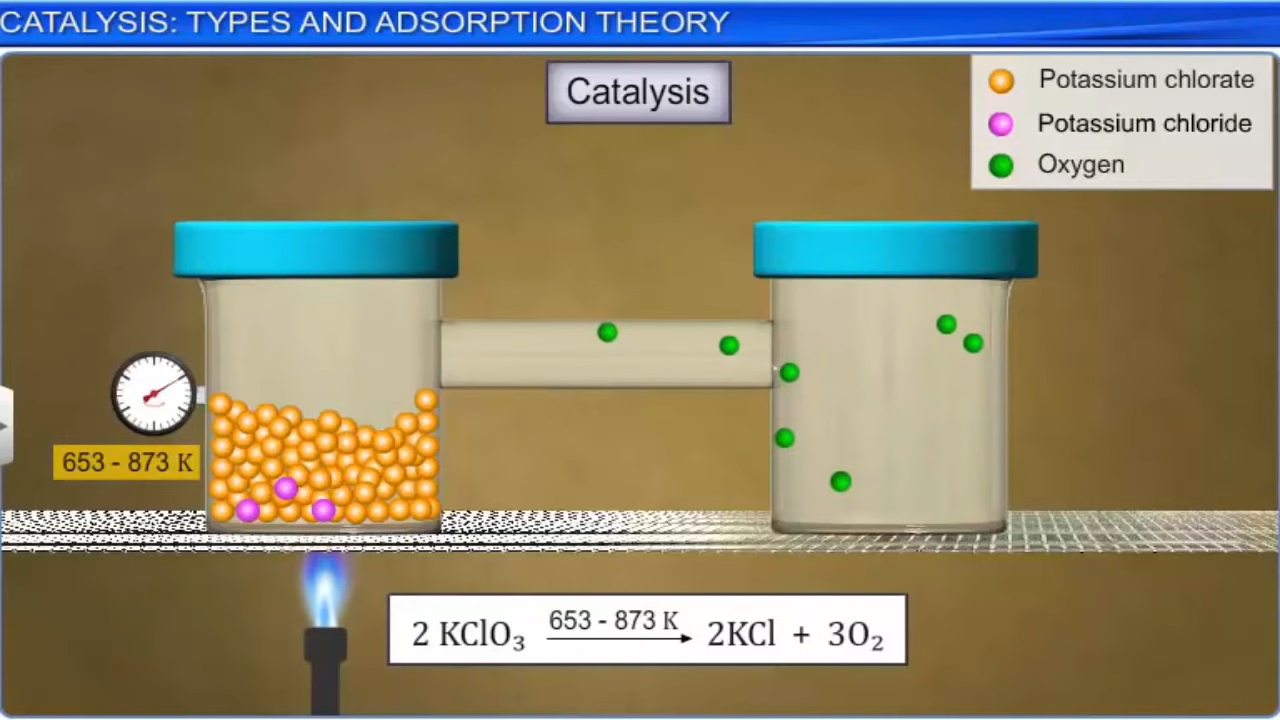 CATALYSIS: TYPES AND ADSORPTION THEORY
Catalysis
Potassium chlorate
Potassium chloride
Oxygen
653 - 873 K
2 KClO₃ 653 - 873 K → 2KCl + 3O₂